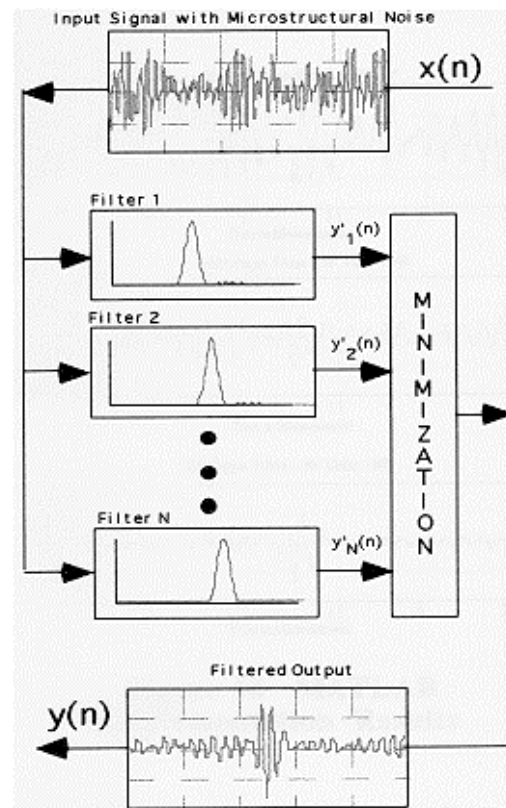 Input Signal with Microstructural Noise
x(n)
Filter 1
y'1(n)
Filter 2
y'2(n)
MINIMIZATION
Filter N
y'N(n)
Filtered Output
y(n)